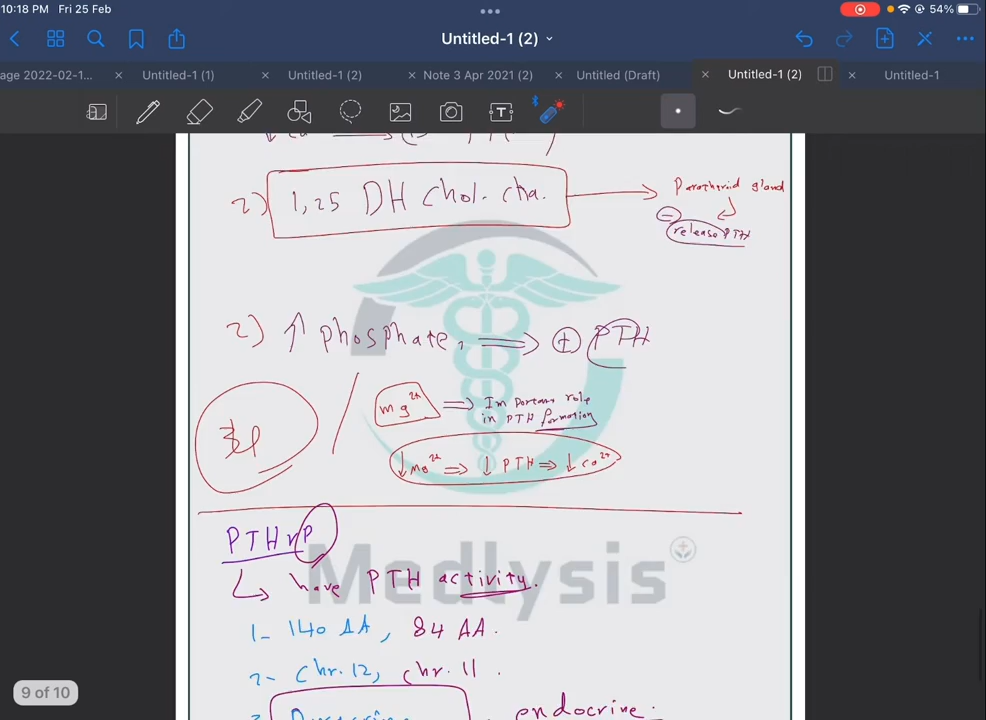 10:18 PM Fri 25 Feb
54%
Untitled-1 (2)
age 2022-02-1...
Untitled-1 (1)
Untitled-1 (2)
Note 3 Apr 2021 (2)
Untitled (Draft)
Untitled-1 (2)
Untitled-1
2) 1,25 DH Chol. cha.
Parathyroid gland
release PTH
2) ↑ phosphate, ⟹ ⊕ PTH
mg²⁺ ⟹ Important role
in PTH formation
↓Mg²⁺ ⟹ ↓ PTH ⟹ ↓ Ca²⁺
PTHrP
have PTH activity.
Medlysis
1- 140 AA, 84 AA.
2- Chr. 12, chr. 11.
endocrine.
9 of 10